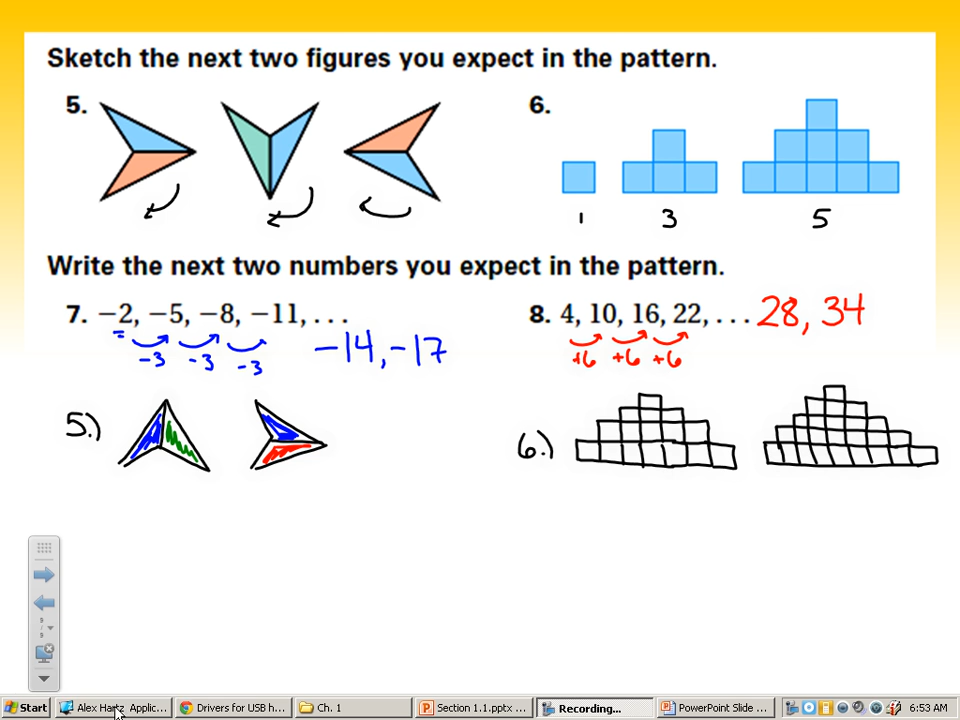 Sketch the next two figures you expect in the pattern.
5. 6.
1 3 5
Write the next two numbers you expect in the pattern.
7. −2, −5, −8, −11, . . . −14, −17
8. 4, 10, 16, 22, . . . 28, 34
−3 −3 −3
+6 +6 +6
5.) 6.)
Start Alex Hartz Applic... Drivers for USB h... Ch. 1 Section 1.1.pptx ... Recording... PowerPoint Slide ... 6:53 AM